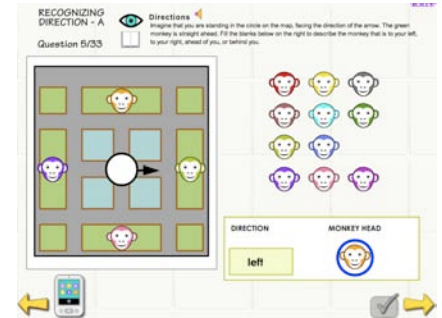 RECOGNIZING
DIRECTION - A
Question 5/33
Directions
Imagine that you are standing in the circle on the map, facing the direction of the arrow. The green
monkey is straight ahead. Fill the blanks below on the right to describe the monkey that is to your left,
to your right, ahead of you, or behind you.
DIRECTION
MONKEY HEAD
left